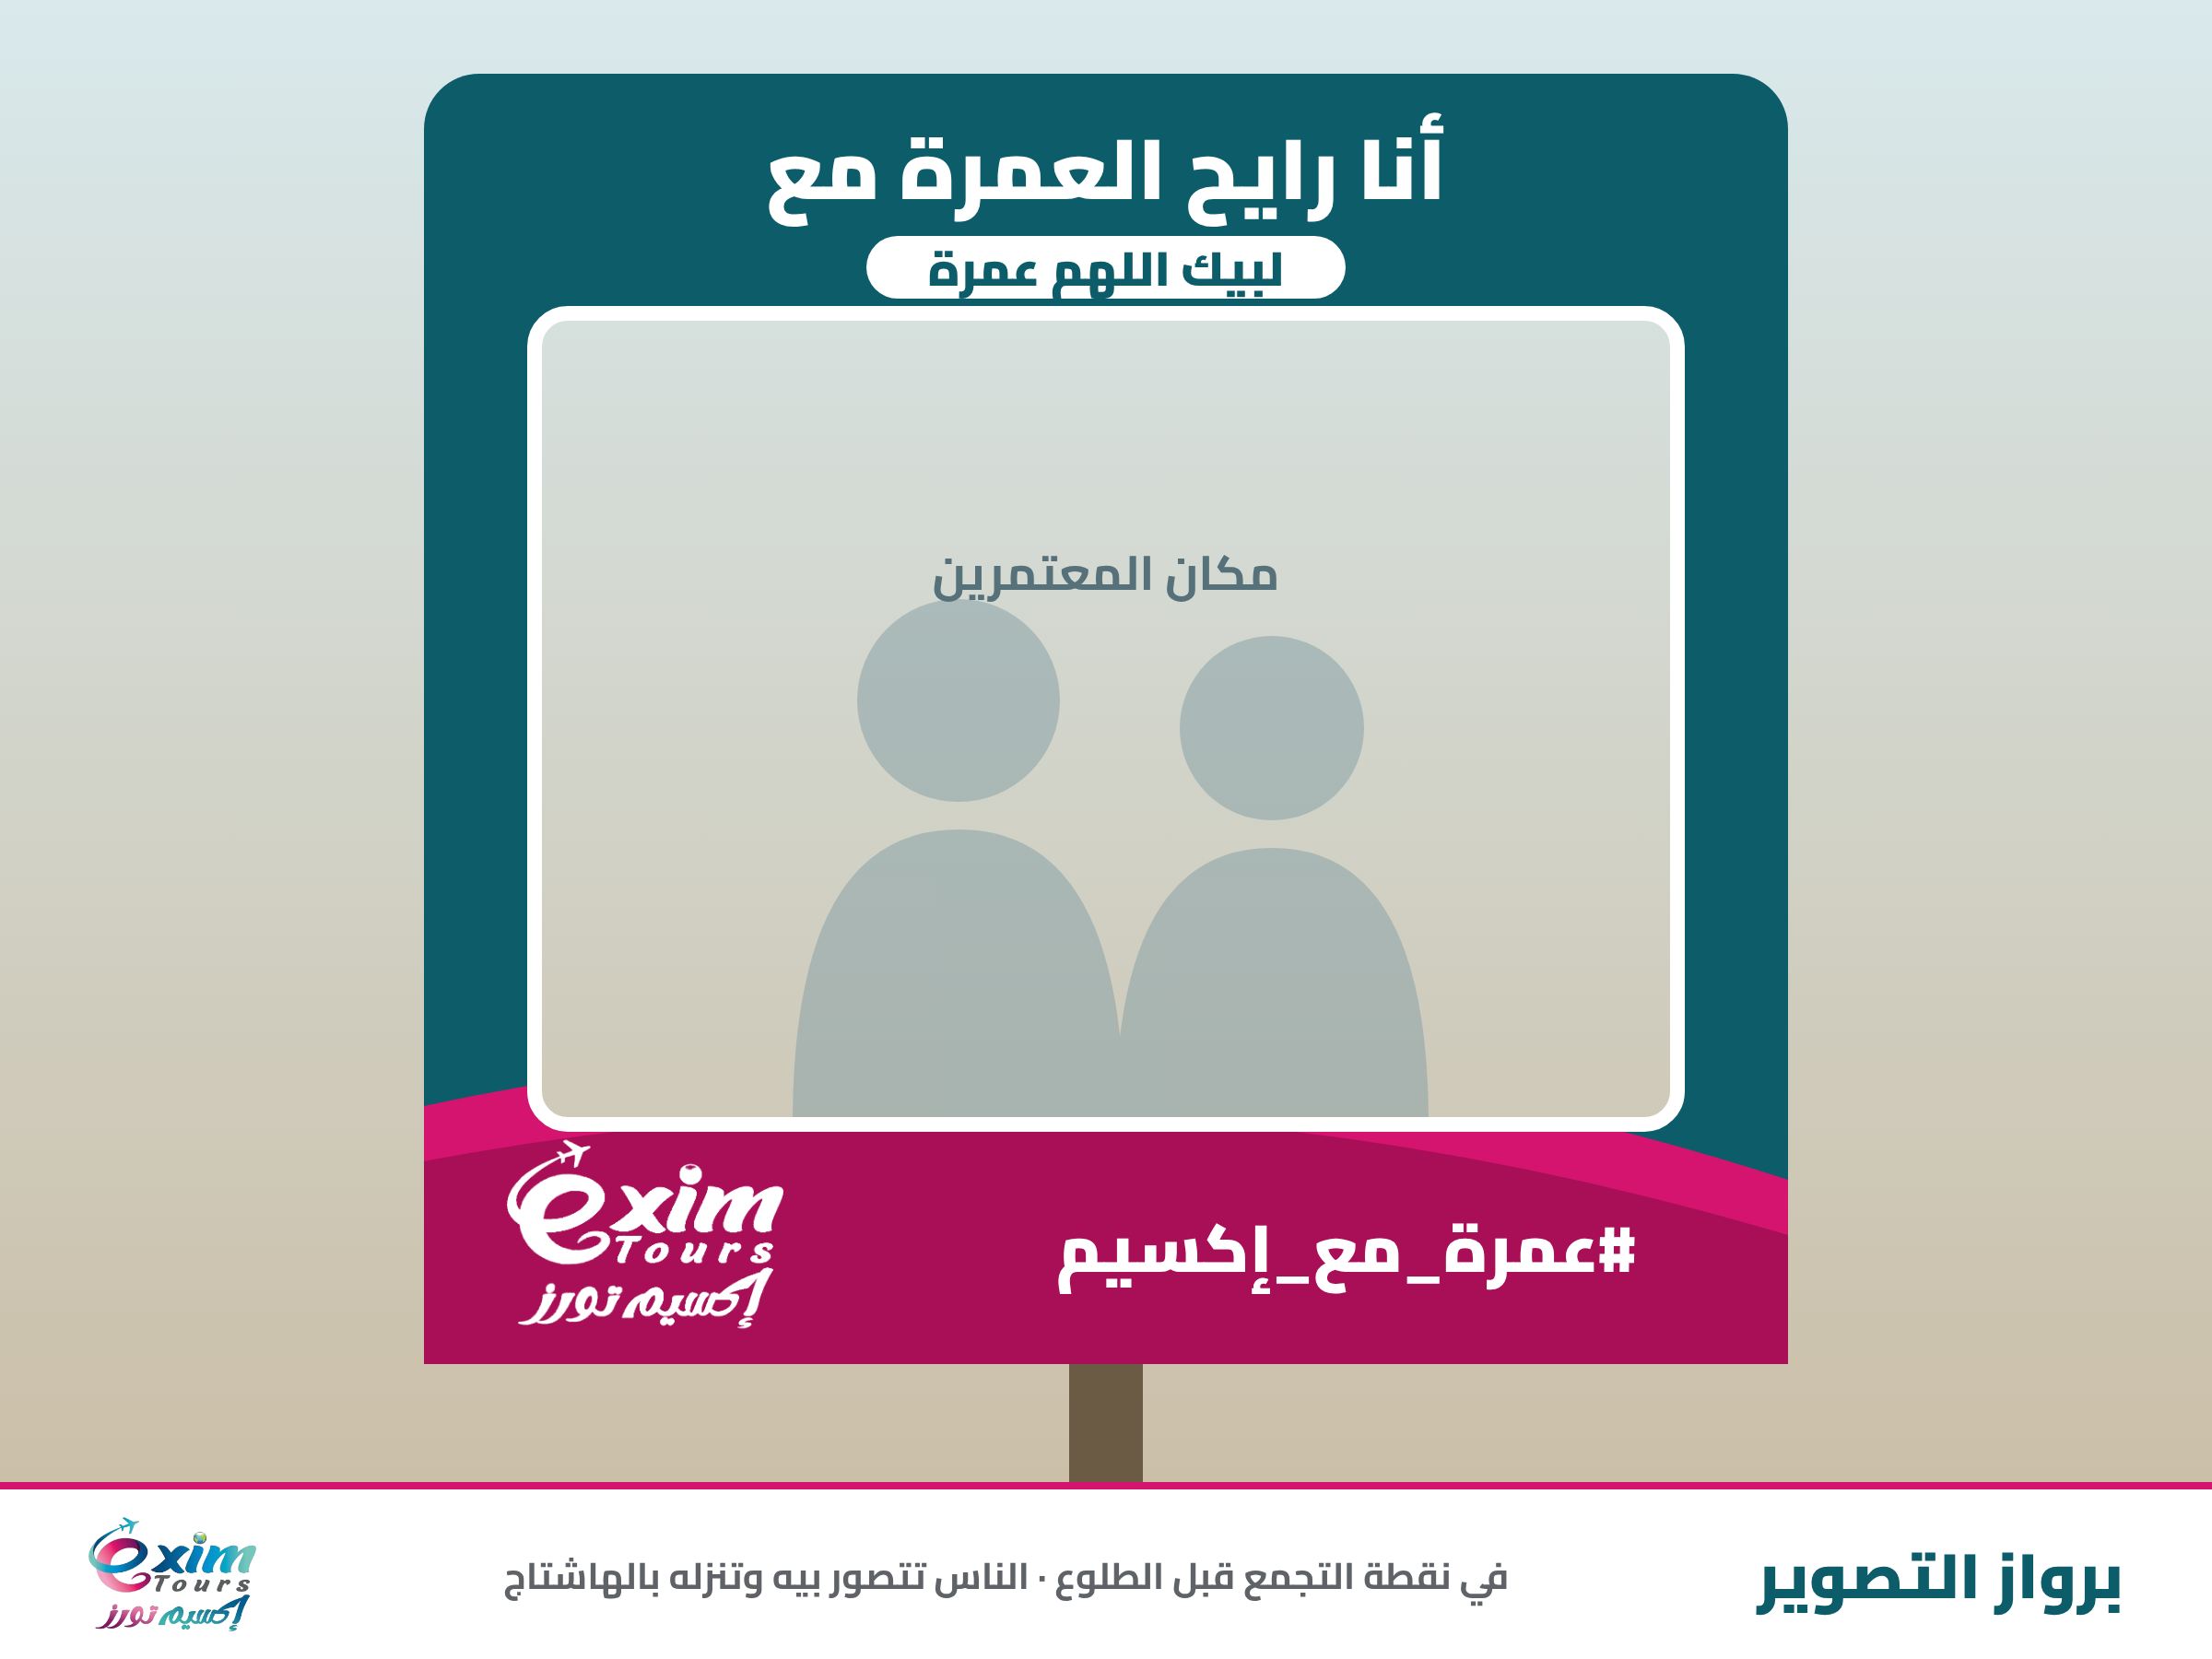 أنا رايح العمرة مع
لبيك اللهم عمرة
مكان المعتمرين
#عمرة_مع_إكسيم
exim
Tours
إكسيم تورز
برواز التصوير
في نقطة التجمع قبل الطلوع · الناس تتصور بيه وتنزله بالهاشتاج
exim
Tours
إكسيم تورز